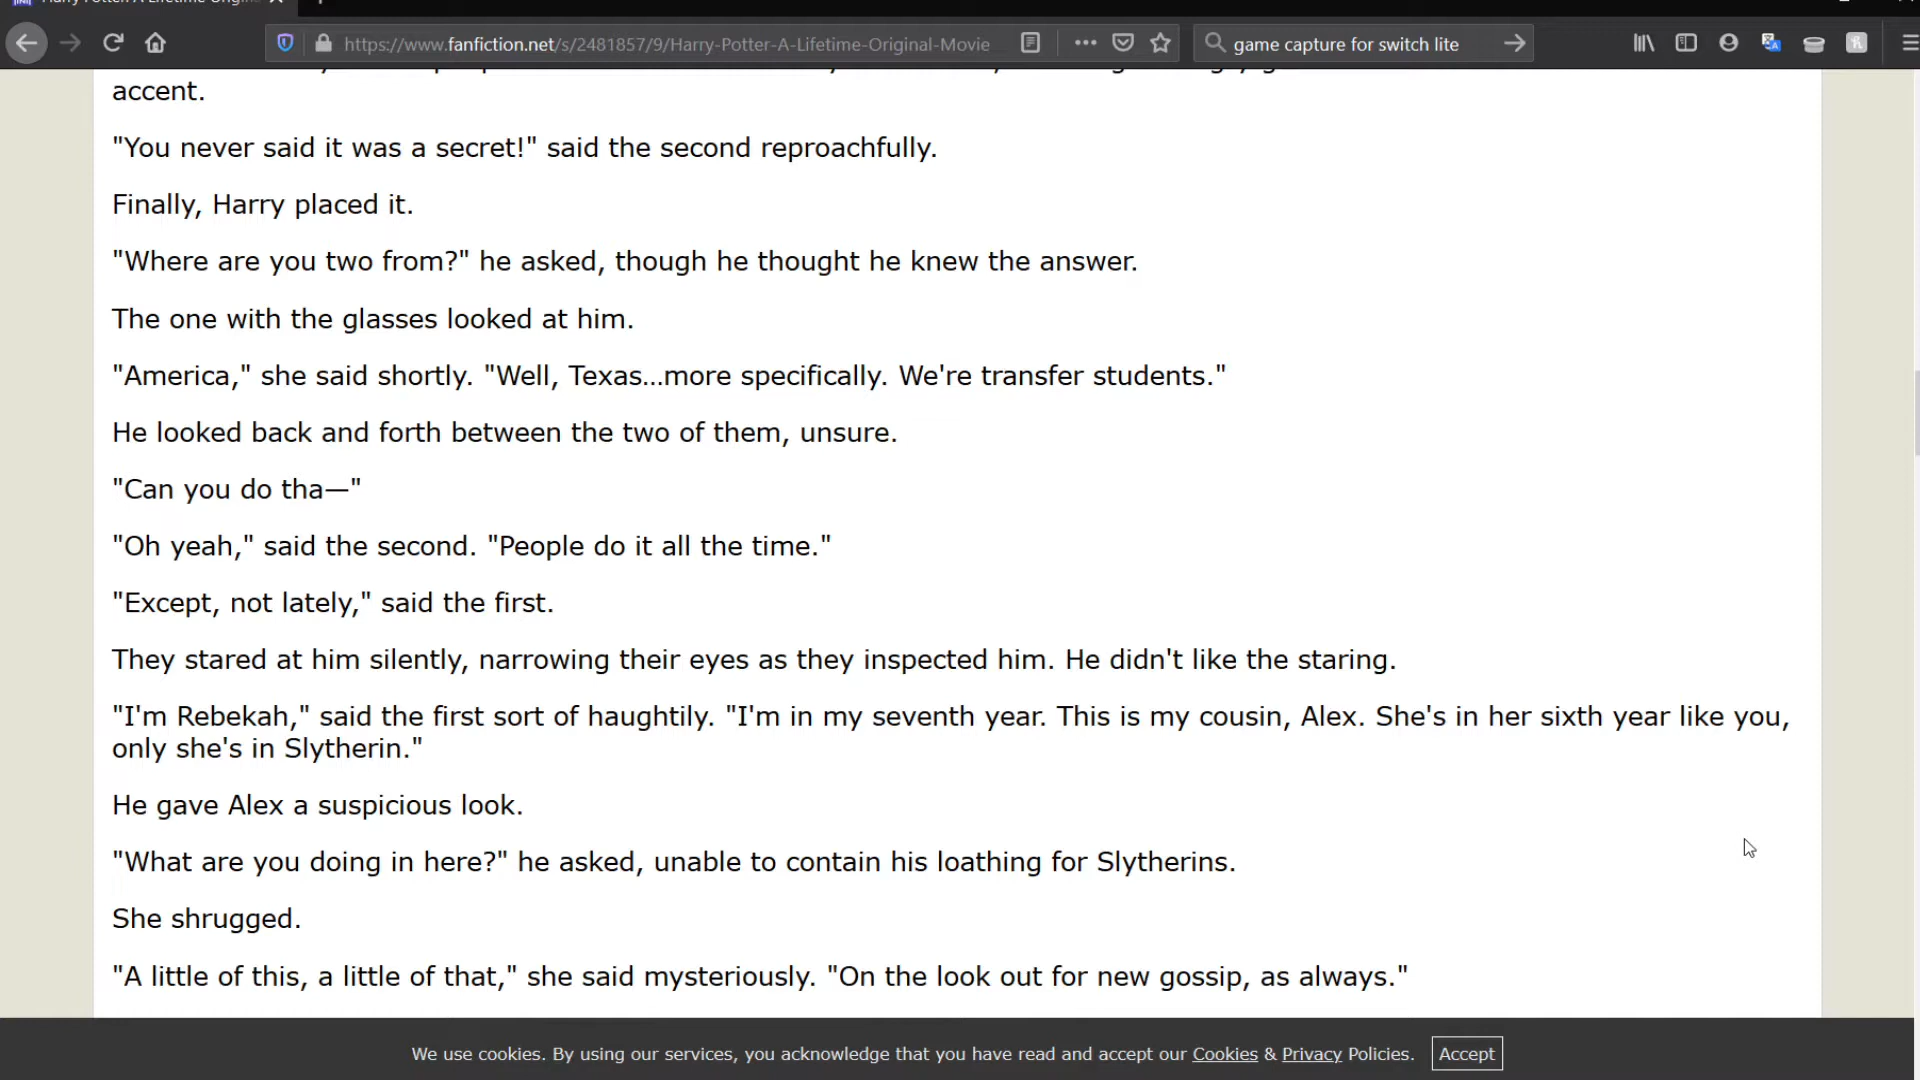 https://www.fanfiction.net/s/2481857/9/Harry-Potter-A-Lifetime-Original-Movie
game capture for switch lite
accent.
"You never said it was a secret!" said the second reproachfully.
Finally, Harry placed it.
"Where are you two from?" he asked, though he thought he knew the answer.
The one with the glasses looked at him.
"America," she said shortly. "Well, Texas...more specifically. We're transfer students."
He looked back and forth between the two of them, unsure.
"Can you do tha—"
"Oh yeah," said the second. "People do it all the time."
"Except, not lately," said the first.
They stared at him silently, narrowing their eyes as they inspected him. He didn't like the staring.
"I'm Rebekah," said the first sort of haughtily. "I'm in my seventh year. This is my cousin, Alex. She's in her sixth year like you,
only she's in Slytherin."
He gave Alex a suspicious look.
"What are you doing in here?" he asked, unable to contain his loathing for Slytherins.
She shrugged.
"A little of this, a little of that," she said mysteriously. "On the look out for new gossip, as always."
We use cookies. By using our services, you acknowledge that you have read and accept our Cookies & Privacy Policies. Accept